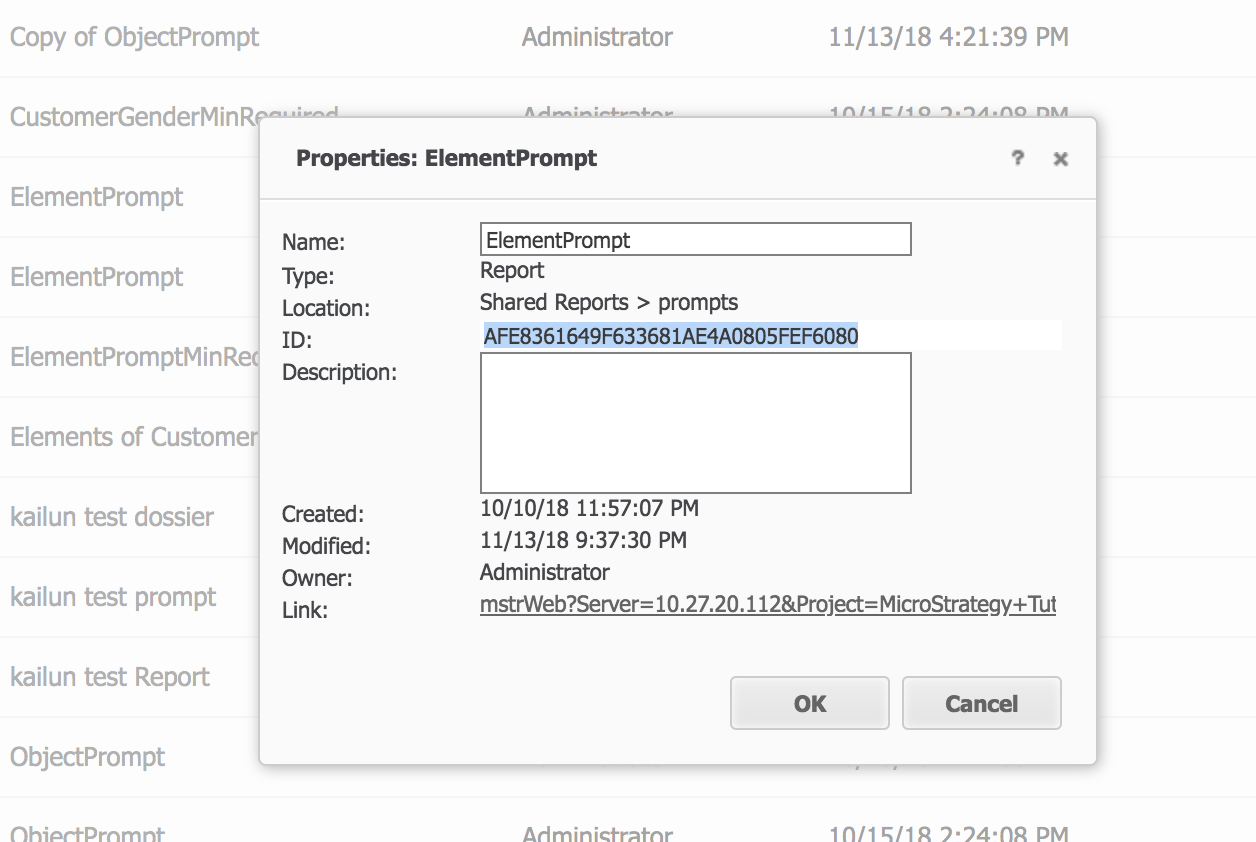 Copy of ObjectPrompt Administrator 11/13/18 4:21:39 PM
CustomerGenderMinRequired Administrator 10/15/18 2:24:08 PM
Properties: ElementPrompt ? ×
ElementPrompt
Name: ElementPrompt
Type: Report
ElementPrompt
Location: Shared Reports > prompts
ID: AFE8361649F633681AE4A0805FEF6080
ElementPromptMinRec
Description:
Elements of Customer
kailun test dossier
Created: 10/10/18 11:57:07 PM
Modified: 11/13/18 9:37:30 PM
Owner: Administrator
kailun test prompt
Link: mstrWeb?Server=10.27.20.112&Project=MicroStrategy+Tut
kailun test Report
OK Cancel
ObjectPrompt
ObjectPrompt Administrator 10/15/18 2:24:08 PM